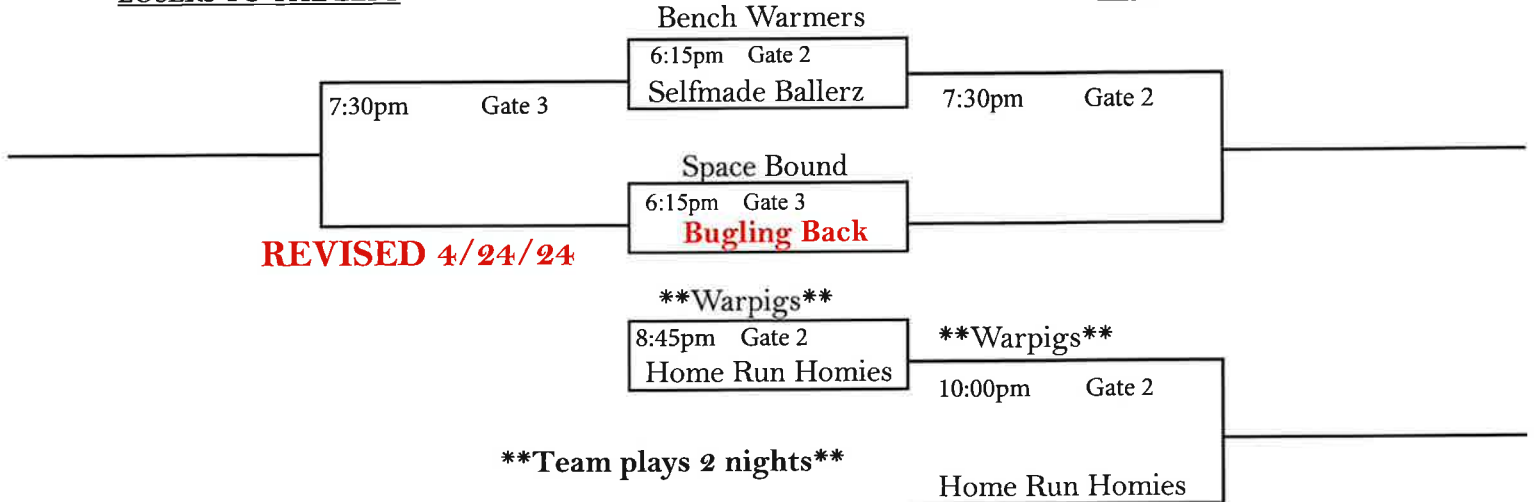 Bench Warmers
6:15pm Gate 2
Selfmade Ballerz
7:30pm Gate 3
7:30pm Gate 2
Space Bound
6:15pm Gate 3
Bugling Back
REVISED 4/24/24
**Warpigs**
8:45pm Gate 2
Home Run Homies
**Warpigs**
10:00pm Gate 2
**Team plays 2 nights**
Home Run Homies